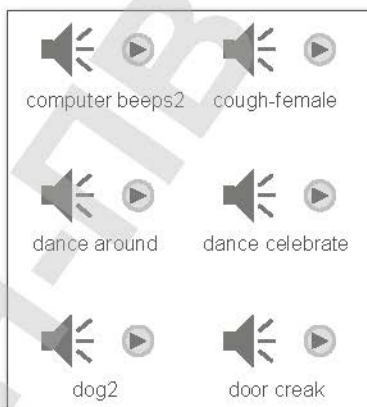 computer beeps2 cough-female
dance around dance celebrate
dog2 door creak